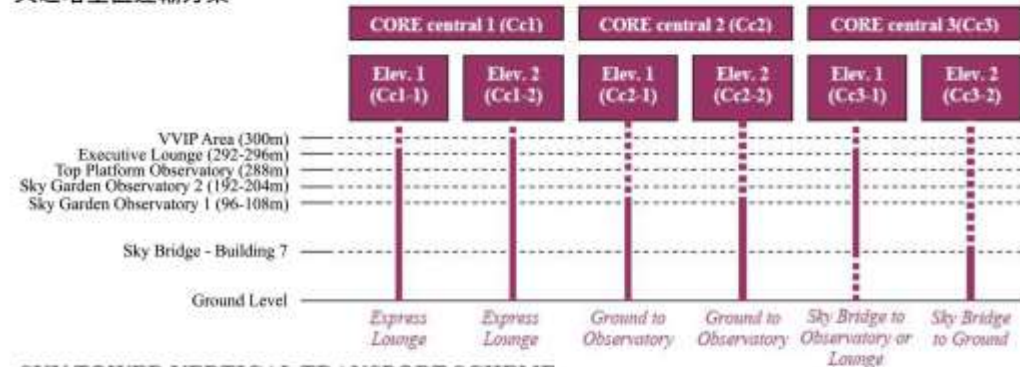 CORE central 1 (Cc1) CORE central 2 (Cc2) CORE central 3(Cc3)
Elev. 1 Elev. 2 Elev. 1 Elev. 2 Elev. 1 Elev. 2
(Cc1-1) (Cc1-2) (Cc2-1) (Cc2-2) (Cc3-1) (Cc3-2)
VVIP Area (300m)
Executive Lounge (292-296m)
Top Platform Observatory (288m)
Sky Garden Observatory 2 (192-204m)
Sky Garden Observatory 1 (96-108m)
Sky Bridge - Building 7
Ground Level
Express Express Ground to Ground to Sky Bridge to Sky Bridge
Lounge Lounge Observatory Observatory Observatory or to Ground
Lounge